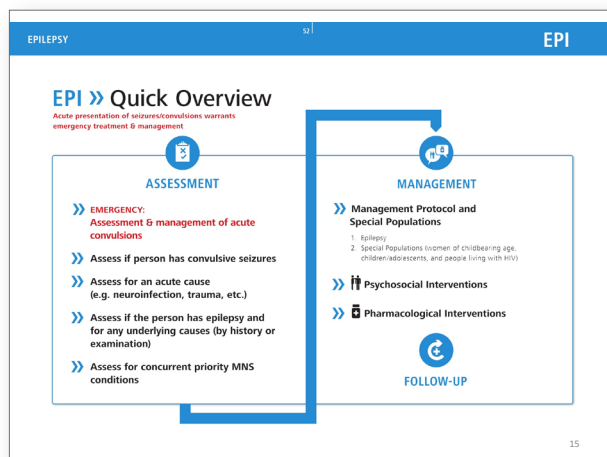 EPILEPSY
52
EPI
EPI » Quick Overview
Acute presentation of seizures/convulsions warrants
emergency treatment & management
ASSESSMENT
» EMERGENCY:
Assessment & management of acute
convulsions
» Assess if person has convulsive seizures
» Assess for an acute cause
(e.g. neuroinfection, trauma, etc.)
» Assess if the person has epilepsy and
for any underlying causes (by history or
examination)
» Assess for concurrent priority MNS
conditions
MANAGEMENT
» Management Protocol and
Special Populations
1. Epilepsy
2. Special Populations (women of childbearing age,
children/adolescents, and people living with HIV)
» Psychosocial Interventions
» Pharmacological Interventions
FOLLOW-UP
15